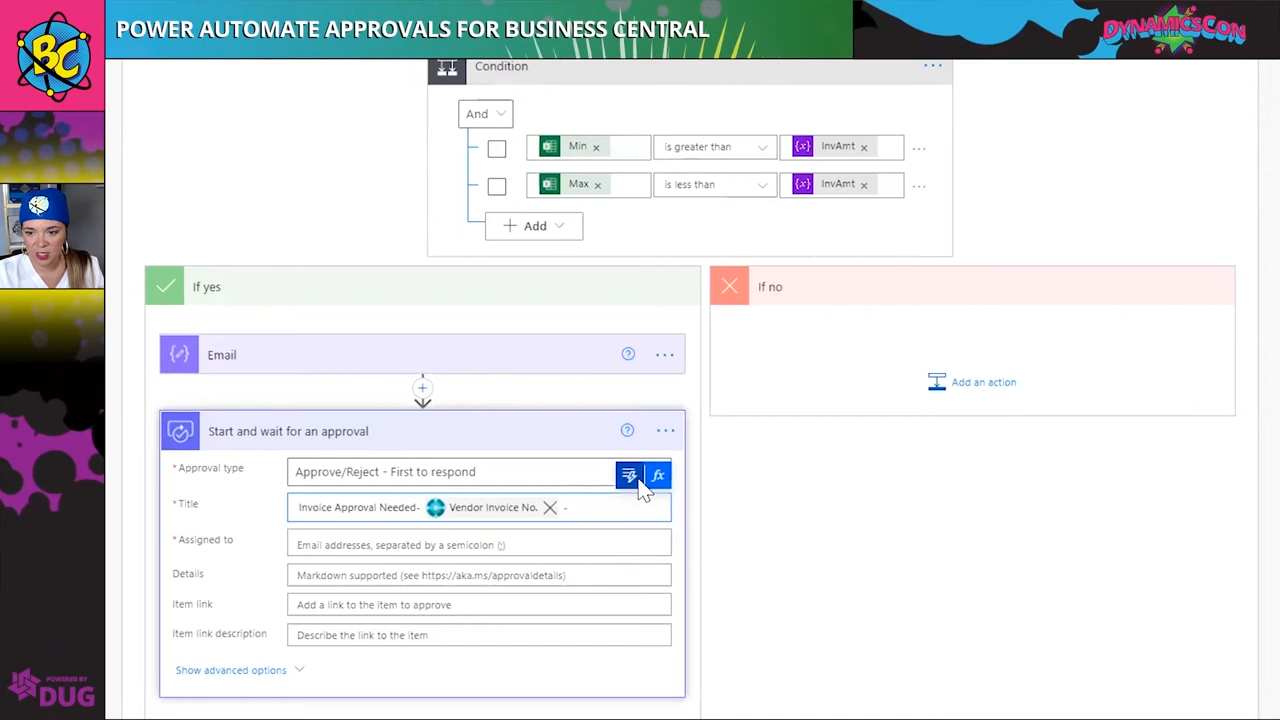 BC
POWER AUTOMATE APPROVALS FOR BUSINESS CENTRAL
DYNAMICSCON
Condition
And
Min × is greater than InvAmt ×
Max × is less than InvAmt ×
+ Add
If yes
If no
Email
Add an action
Start and wait for an approval
* Approval type Approve/Reject - First to respond fx
* Title Invoice Approval Needed- Vendor Invoice No. × -
* Assigned to Email addresses, separated by a semicolon (;)
Details Markdown supported (see https://aka.ms/approvaldetails)
Item link Add a link to the item to approve
Item link description Describe the link to the item
Show advanced options
POWERED BY
DUG